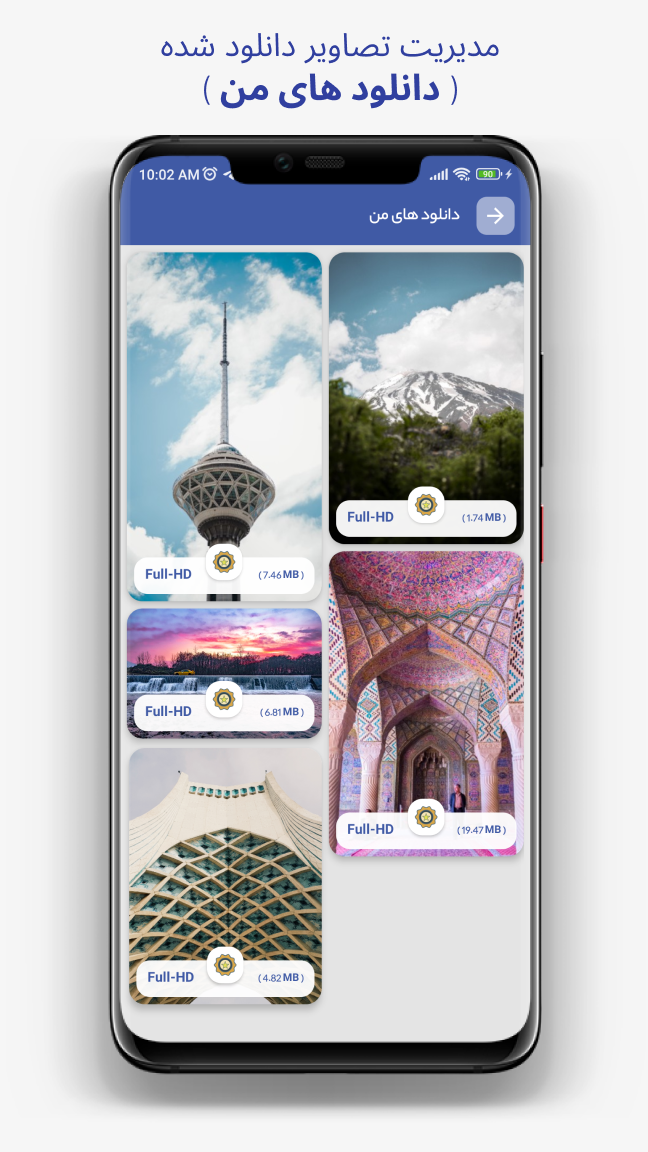 مدیریت تصاویر دانلود شده
( دانلود های من )
10:02 AM
90
دانلود های من
Full-HD (7.46 MB)
Full-HD (1.74 MB)
Full-HD (6.81 MB)
Full-HD (19.47 MB)
Full-HD (4.82 MB)